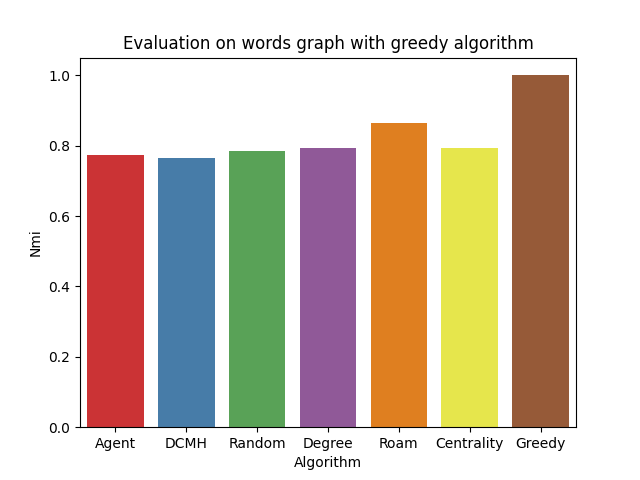 Evaluation on words graph with greedy algorithm
1.0
0.8
0.6
0.4
0.2
0.0
Nmi
Agent DCMH Random Degree Roam Centrality Greedy
Algorithm